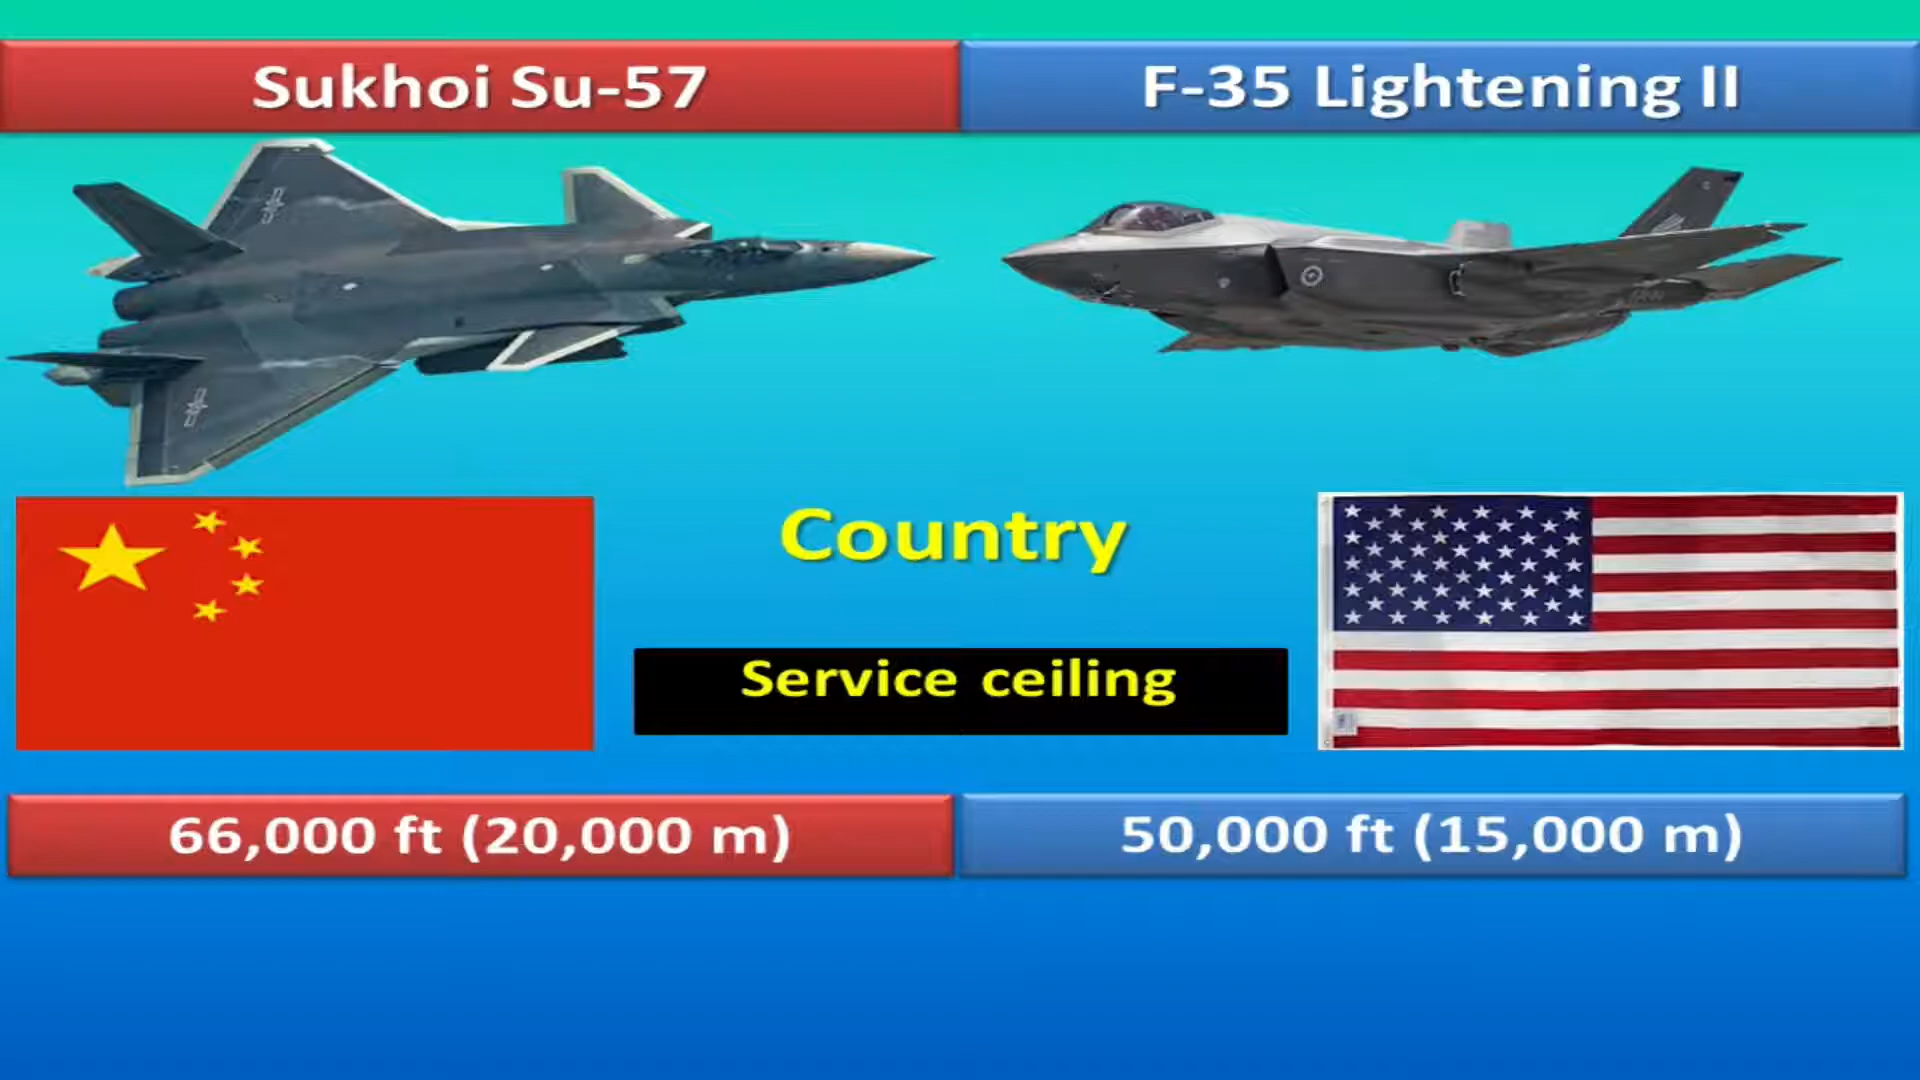 Sukhoi Su-57
F-35 Lightening II
Country
Service ceiling
66,000 ft (20,000 m)
50,000 ft (15,000 m)